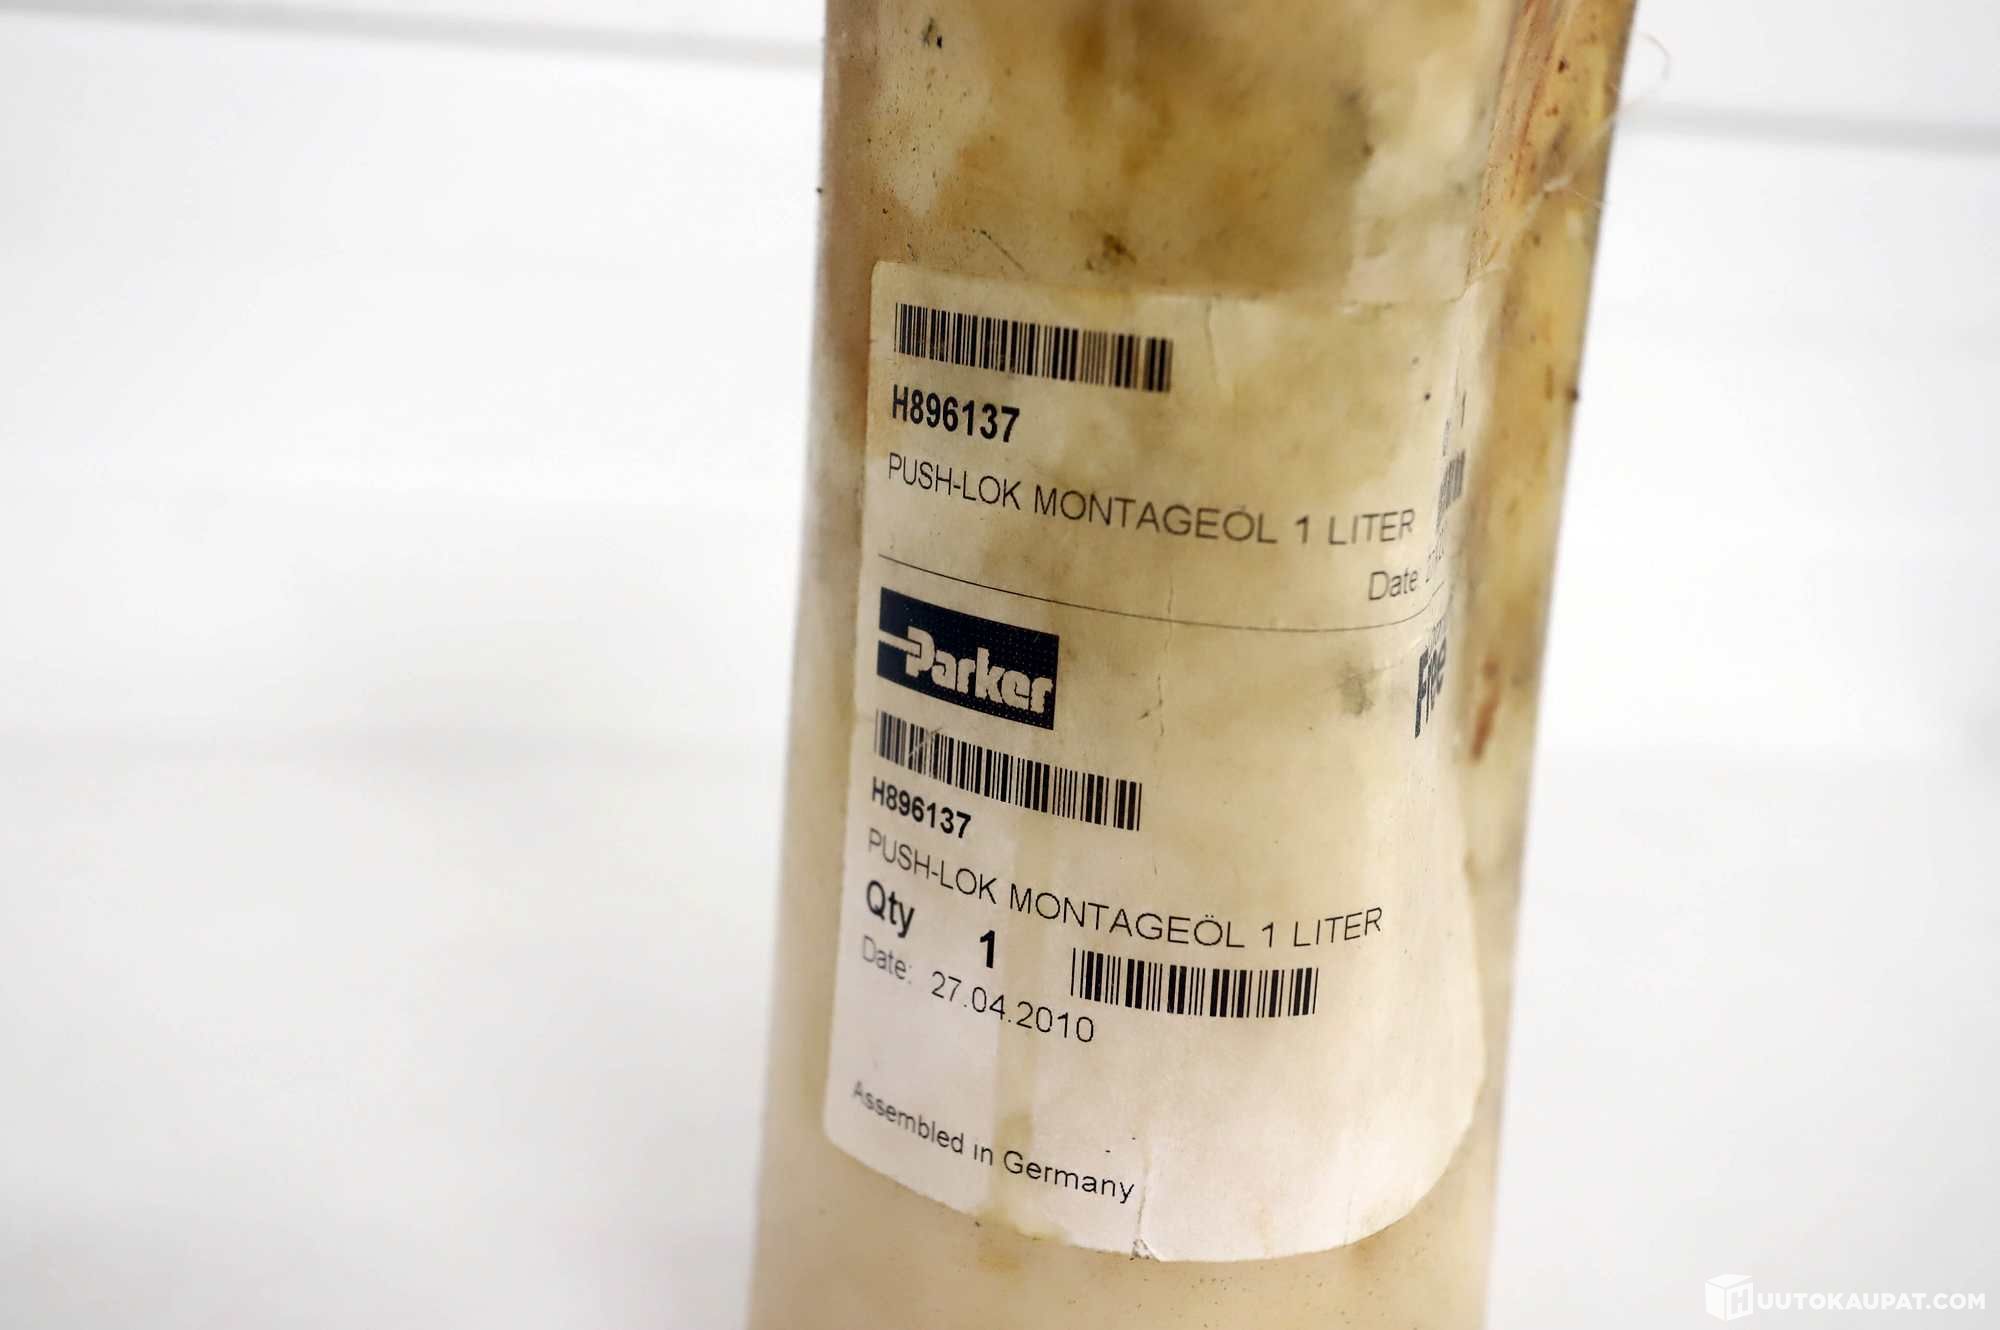 H896137
PUSH-LOK MONTAGEÖL 1 LITER
Date
Parker
Free
H896137
PUSH-LOK MONTAGEÖL 1 LITER
Qty 1
Date: 27.04.2010
Assembled in Germany
HUUTOKAUPAT.COM